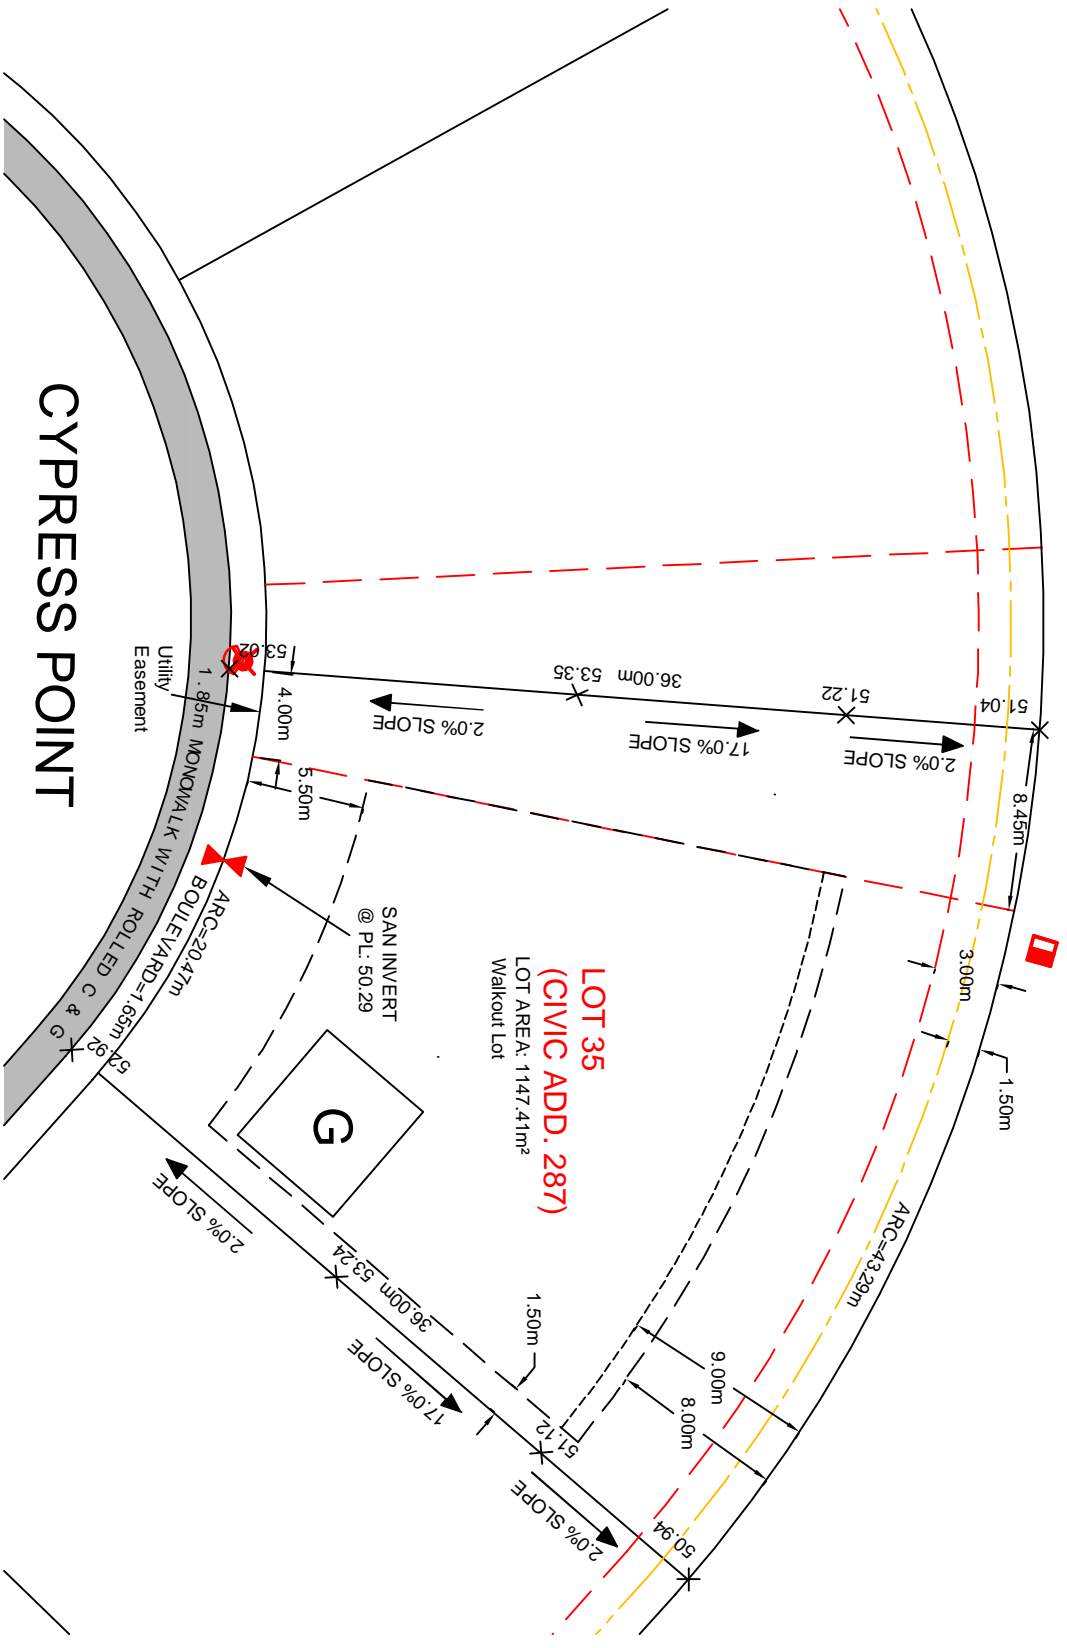 CYPRESS POINT
1.85m MONOWALK WITH ROLLED C & G
BOULEVARD=1.65m
ARC=20.47m
Utility
Easement
53.02
4.00m
5.50m
2.0% SLOPE
53.35
36.00m
17.0% SLOPE
51.22
2.0% SLOPE
51.04
8.45m
3.00m
1.50m
SAN INVERT
@ PL: 50.29
LOT 35
(CIVIC ADD. 287)
LOT AREA: 1147.41m²
Walkout Lot
G
ARC=43.29m
9.00m
8.00m
1.50m
52.92
2.0% SLOPE
53.24
36.00m
17.0% SLOPE
51.12
2.0% SLOPE
50.94